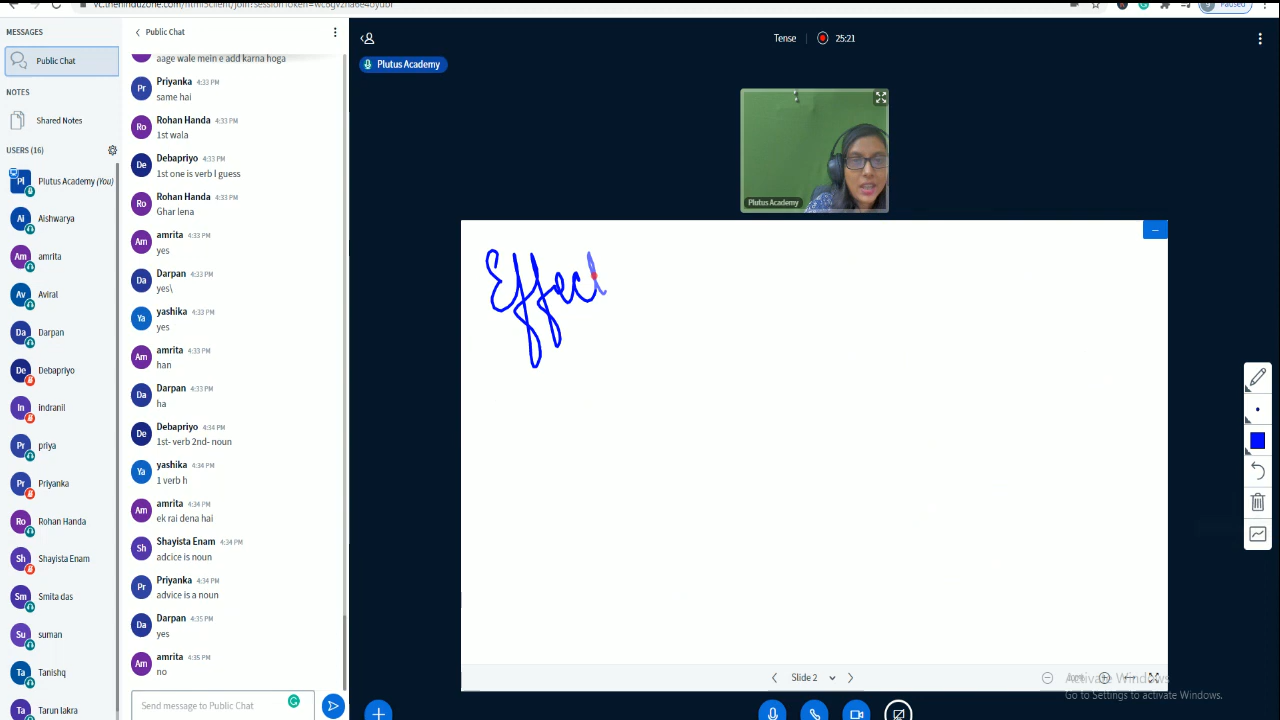 MESSAGES
Public Chat
NOTES
Shared Notes
USERS (16)
Plutus Academy (You)
Aishwarya
amrita
Aviral
Darpan
Debapriyo
indranil
priya
Priyanka
Rohan Handa
Shayista Enam
Smita das
suman
Tanishq
Tarun lakra
Public Chat
aage wale mein e add karna hoga
Priyanka 4:33 PM
same hai
Rohan Handa 4:33 PM
1st wala
Debapriyo 4:33 PM
1st one is verb I guess
Rohan Handa 4:33 PM
Ghar lena
amrita 4:33 PM
yes
Darpan 4:33 PM
yes\
yashika 4:33 PM
yes
amrita 4:33 PM
han
Darpan 4:33 PM
ha
Debapriyo 4:34 PM
1st- verb 2nd- noun
yashika 4:34 PM
1 verb h
amrita 4:34 PM
ek rai dena hai
Shayista Enam 4:34 PM
adcice is noun
Priyanka 4:34 PM
advice is a noun
Darpan 4:35 PM
yes
amrita 4:35 PM
no
Send message to Public Chat
Tense 25:21
Plutus Academy
Plutus Academy
Effec
Slide 2
Activate Windows
Go to Settings to activate Windows.
Paused